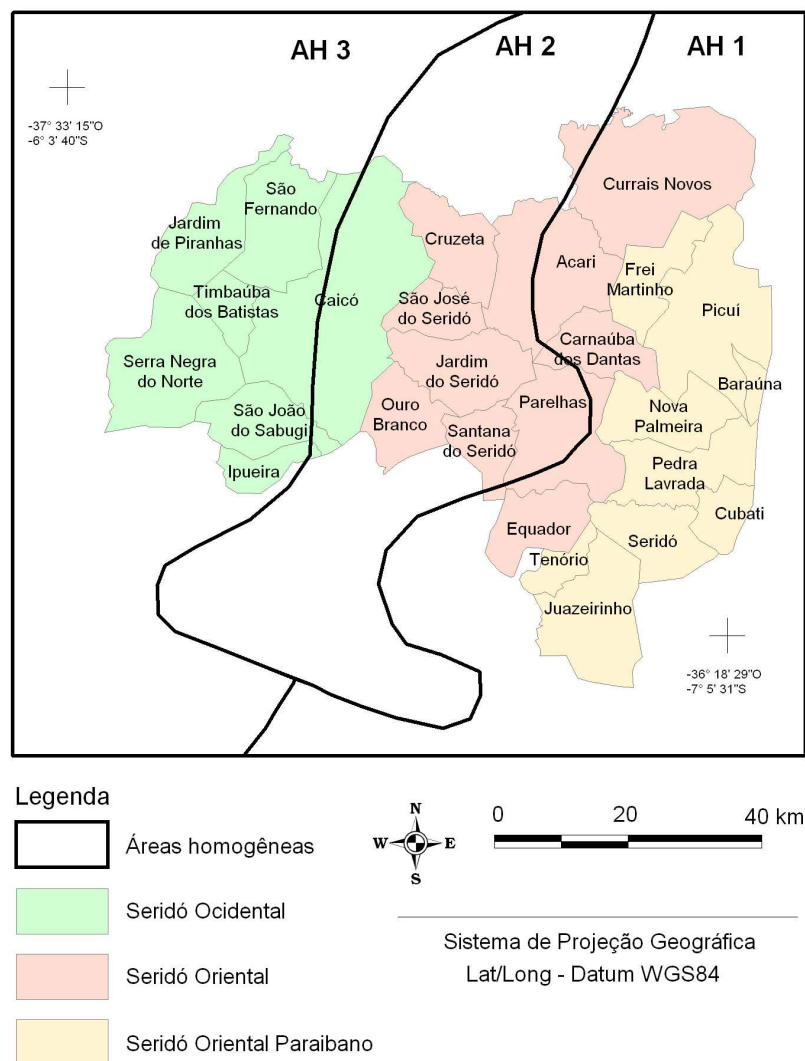 AH 3
AH 2
AH 1
-37° 33' 15"O
-6° 3' 40"S
São
Fernando
Currais Novos
Jardim
de Piranhas
Cruzeta
Acari
Frei
Martinho
Timbaúba
dos Batistas
Caicó
São José
do Seridó
Picuí
Carnaúba
dos Dantas
Serra Negra
do Norte
Jardim
do Seridó
Baraúna
Parelhas
São João
do Sabugi
Ouro
Branco
Nova
Palmeira
Santana
do Seridó
Ipueira
Pedra
Lavrada
Cubati
Equador
Seridó
Tenório
Juazeirinho
-36° 18' 29"O
-7° 5' 31"S
Legenda
Áreas homogêneas
Seridó Ocidental
Seridó Oriental
Seridó Oriental Paraibano
N
W
E
S
0 20 40 km
Sistema de Projeção Geográfica
Lat/Long - Datum WGS84